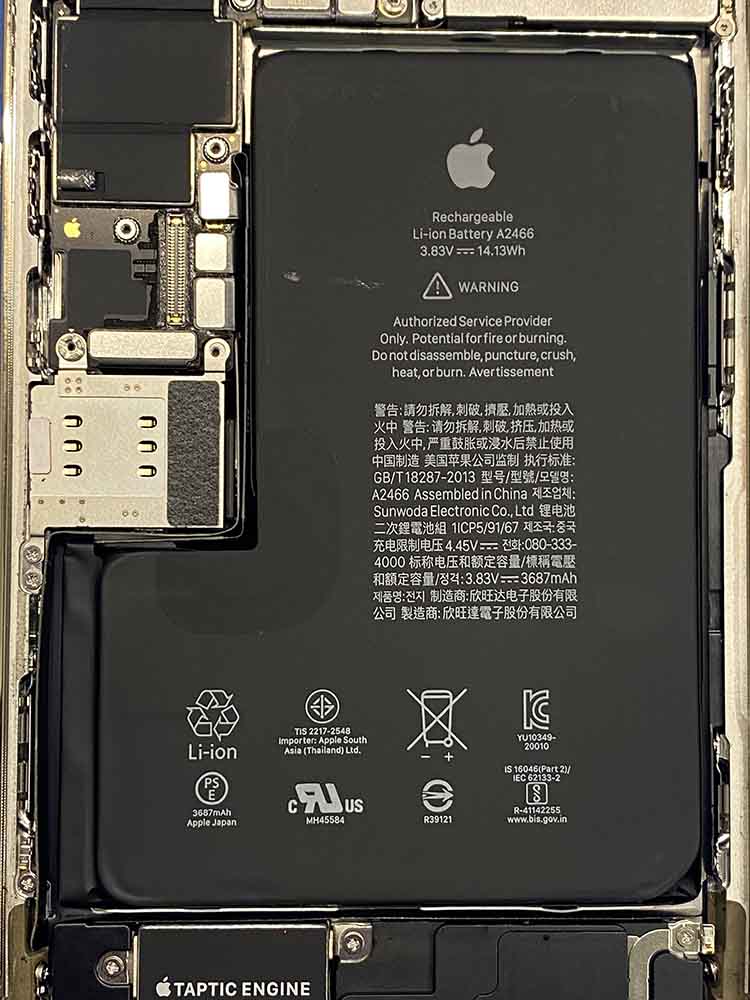 Rechargeable
Li-ion Battery A2466
3.83V ⎓ 14.13Wh
WARNING
Authorized Service Provider
Only. Potential for fire or burning.
Do not disassemble, puncture, crush,
heat, or burn. Avertissement
警告:請勿拆解,刺破,擠壓,加熱或投入
火中 警告:请勿拆解,刺破,挤压,加热或
投入火中,严重鼓胀或浸水后禁止使用
中国制造 美国苹果公司监制 执行标准:
GB/T 18287-2013 型号/型號/모델명:
A2466 Assembled in China 제조업체:
Sunwoda Electronic Co., Ltd 锂电池
二次鋰電池組 1ICP5/91/67 제조국:중국
充电限制电压 4.45V ⎓ 전화:080-333-
4000 标称电压和额定容量/標稱電壓
和額定容量/정격: 3.83V ⎓ 3687mAh
제품명:전지 制造商:欣旺达电子股份有限
公司 製造商:欣旺達電子股份有限公司
Li-ion
TIS 2217-2548
Importer: Apple South
Asia (Thailand) Ltd.
YU10349-
20010
PS
E
3687mAh
Apple Japan
c RU US
MH45584
R39121
IS 16046(Part 2)/
IEC 62133-2
R-41142255
www.bis.gov.in
TAPTIC ENGINE